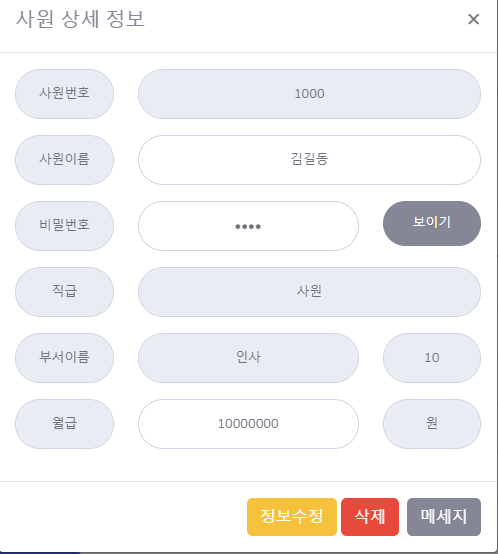 사원 상세 정보 ×
사원번호 1000
사원이름 김길동
비밀번호 •••• 보이기
직급 사원
부서이름 인사 10
월급 10000000 원
정보수정 삭제 메세지